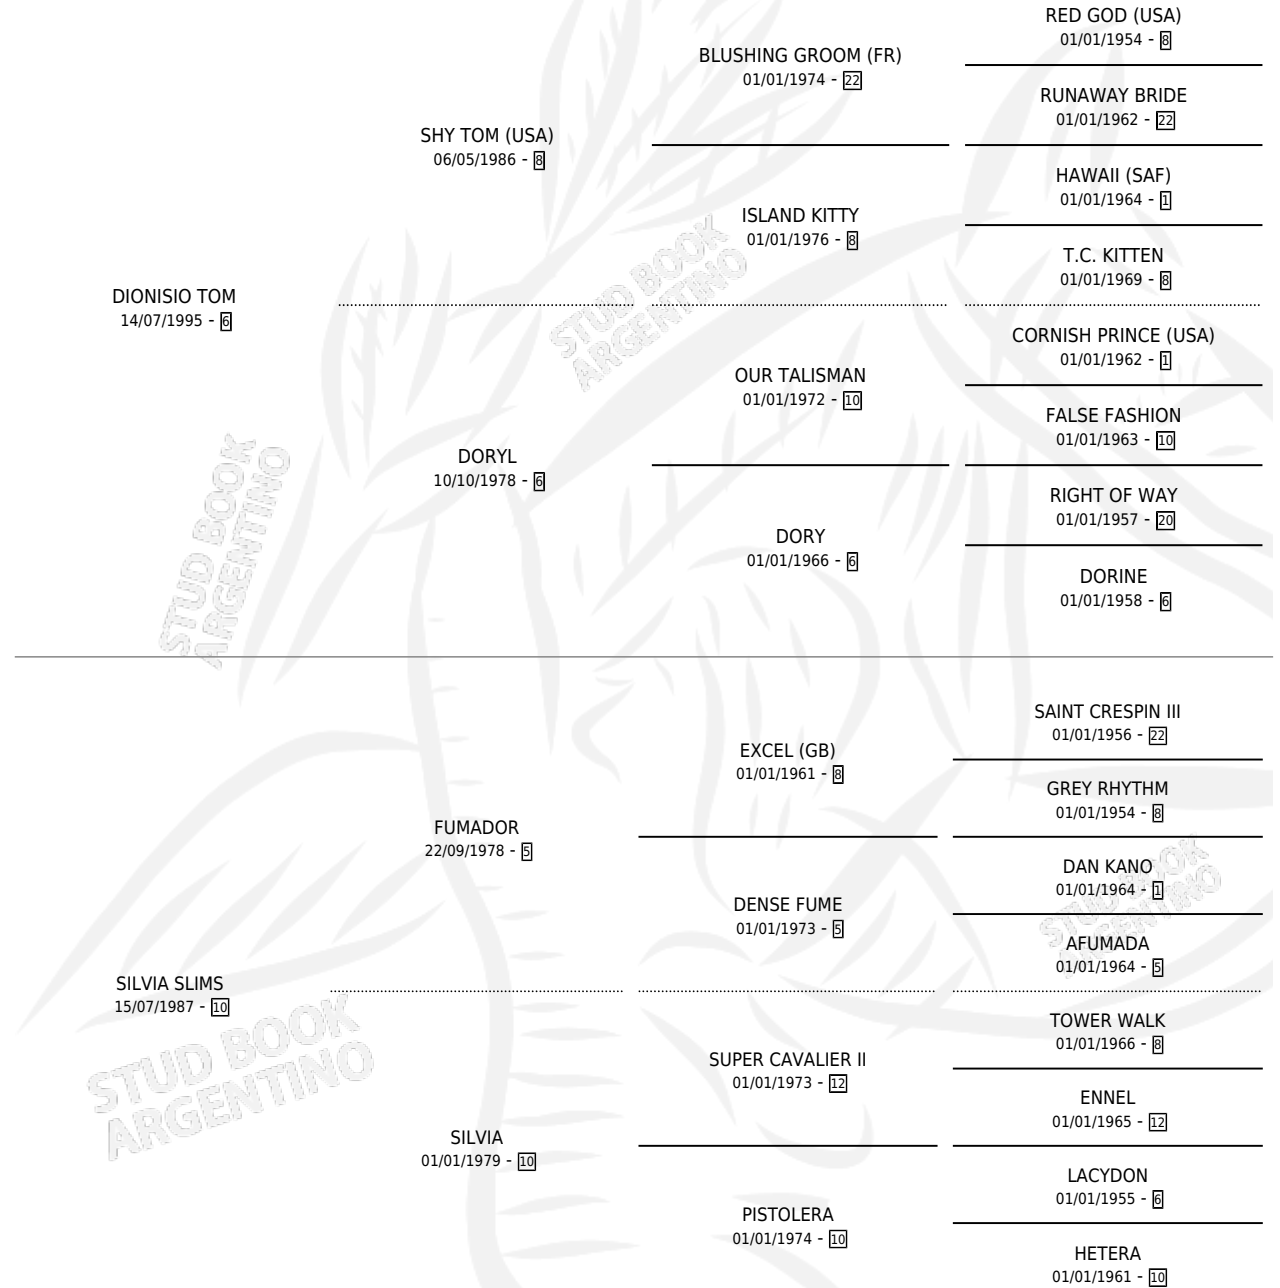 RED GOD (USA)
01/01/1954 - 8
BLUSHING GROOM (FR)
01/01/1974 - 22
RUNAWAY BRIDE
01/01/1962 - 22
SHY TOM (USA)
06/05/1986 - 8
HAWAII (SAF)
01/01/1964 - 1
ISLAND KITTY
01/01/1976 - 8
T.C. KITTEN
01/01/1969 - 8
DIONISIO TOM
14/07/1995 - 6
STUD BOOK
ARGENTINO
CORNISH PRINCE (USA)
01/01/1962 - 1
OUR TALISMAN
01/01/1972 - 10
FALSE FASHION
01/01/1963 - 10
DORYL
10/10/1978 - 6
RIGHT OF WAY
01/01/1957 - 20
DORY
01/01/1966 - 6
DORINE
01/01/1958 - 6
STUD BOOK
ARGENTINO
SAINT CRESPIN III
01/01/1956 - 22
EXCEL (GB)
01/01/1961 - 8
GREY RHYTHM
01/01/1954 - 8
FUMADOR
22/09/1978 - 5
DAN KANO
01/01/1964 - 1
DENSE FUME
01/01/1973 - 5
AFUMADA
01/01/1964 - 5
STUD BOOK
ARGENTINO
SILVIA SLIMS
15/07/1987 - 10
TOWER WALK
01/01/1966 - 8
SUPER CAVALIER II
01/01/1973 - 12
ENNEL
01/01/1965 - 12
SILVIA
01/01/1979 - 10
LACYDON
01/01/1955 - 6
PISTOLERA
01/01/1974 - 10
HETERA
01/01/1961 - 10
STUD BOOK
ARGENTINO